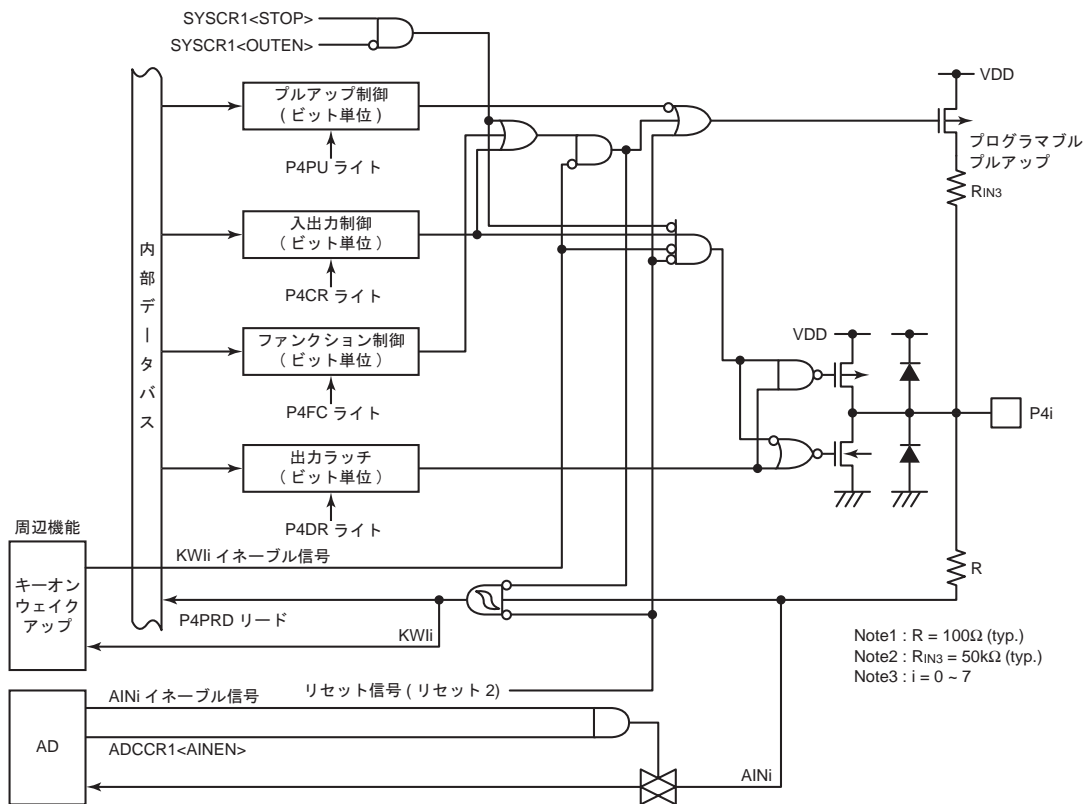 SYSCR1<STOP>
SYSCR1<OUTEN>
VDD
プルアップ制御
(ビット単位)
P4PU ライト
プログラマブル
プルアップ
RIN3
入出力制御
(ビット単位)
P4CR ライト
内部データバス
ファンクション制御
(ビット単位)
P4FC ライト
VDD
P4i
出力ラッチ
(ビット単位)
P4DR ライト
周辺機能
キーオン
ウェイク
アップ
KWIi イネーブル信号
R
P4PRD リード
KWIi
Note1 : R = 100Ω (typ.)
Note2 : RIN3 = 50kΩ (typ.)
Note3 : i = 0 ~ 7
リセット信号 (リセット 2)
AINi イネーブル信号
AD
ADCCR1<AINEN>
AINi